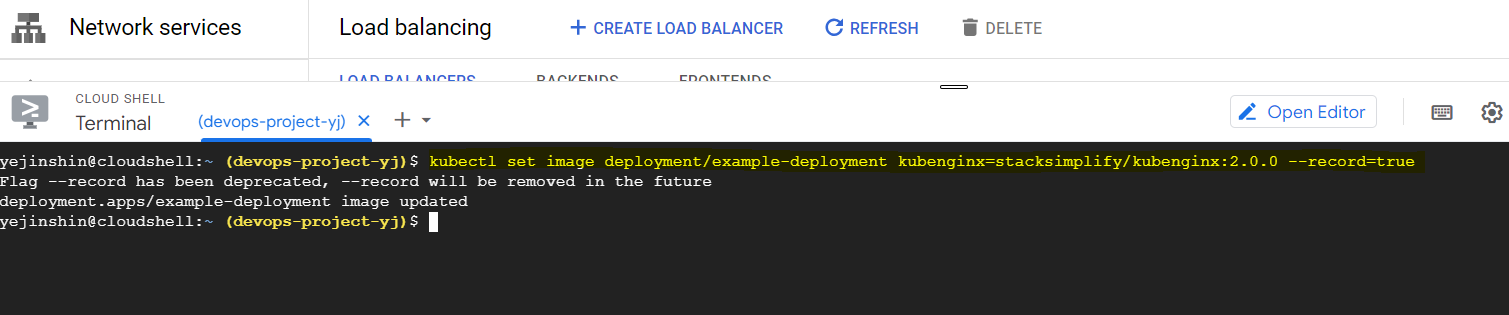 Network services
Load balancing
CREATE LOAD BALANCER
REFRESH
DELETE
LOAD BALANCERS
BACKENDS
FRONTENDS
CLOUD SHELL
Terminal
(devops-project-yj)
Open Editor
yejinshin@cloudshell:~ (devops-project-yj)$ kubectl set image deployment/example-deployment kubenginx=stacksimplify/kubenginx:2.0.0 --record=true
Flag --record has been deprecated, --record will be removed in the future
deployment.apps/example-deployment image updated
yejinshin@cloudshell:~ (devops-project-yj)$